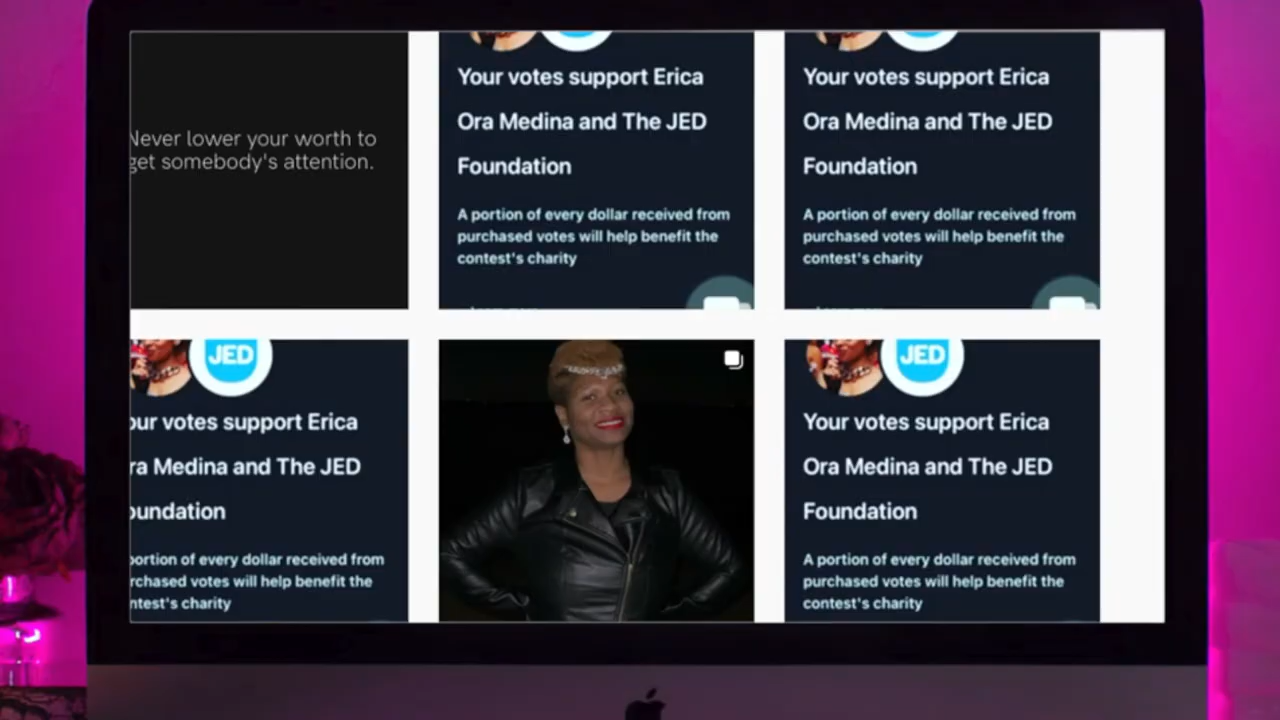 Never lower your worth to
get somebody's attention.
Your votes support Erica
Ora Medina and The JED
Foundation
A portion of every dollar received from
purchased votes will help benefit the
contest's charity
Your votes support Erica
Ora Medina and The JED
Foundation
A portion of every dollar received from
purchased votes will help benefit the
contest's charity
JED
our votes support Erica
ra Medina and The JED
oundation
portion of every dollar received from
rchased votes will help benefit the
ntest's charity
JED
Your votes support Erica
Ora Medina and The JED
Foundation
A portion of every dollar received from
purchased votes will help benefit the
contest's charity